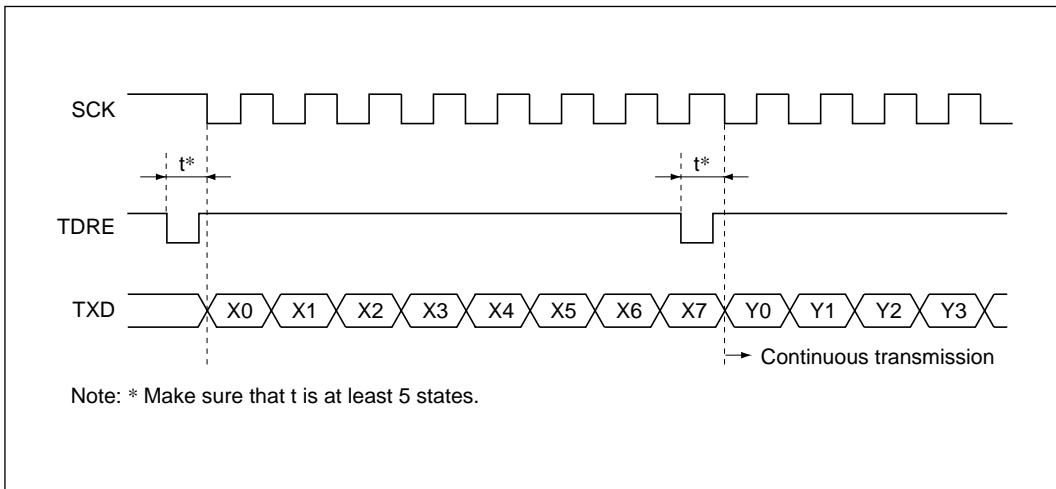 SCK
t* t*
TDRE
TXD X0 X1 X2 X3 X4 X5 X6 X7 Y0 Y1 Y2 Y3
Continuous transmission
Note: * Make sure that t is at least 5 states.